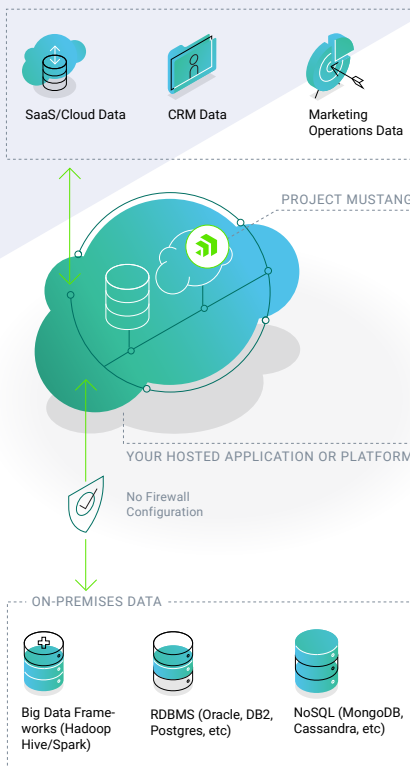 SaaS/Cloud Data
CRM Data
Marketing
Operations Data
PROJECT MUSTANG
YOUR HOSTED APPLICATION OR PLATFORM
No Firewall
Configuration
ON-PREMISES DATA
Big Data Frame-
works (Hadoop
Hive/Spark)
RDBMS (Oracle, DB2,
Postgres, etc)
NoSQL (MongoDB,
Cassandra, etc)